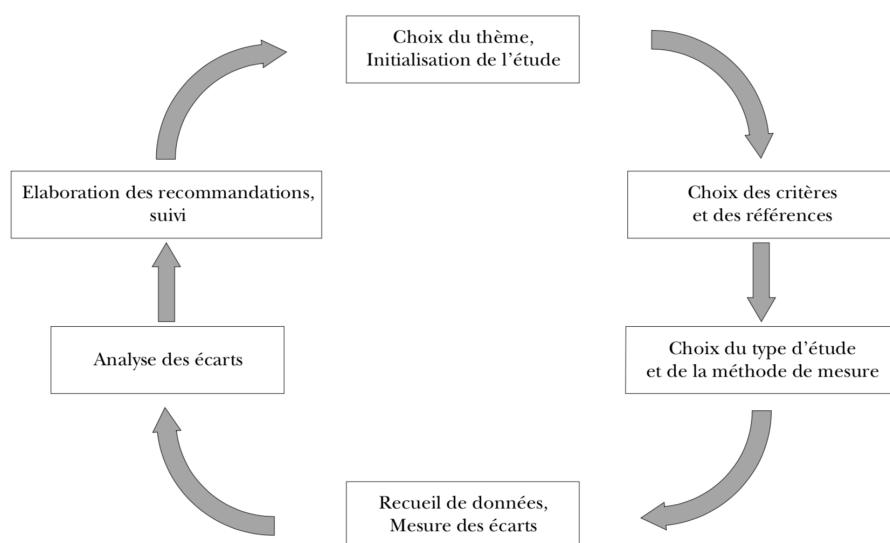 Choix du thème,
Initialisation de l'étude
Choix des critères
et des références
Choix du type d'étude
et de la méthode de mesure
Recueil de données,
Mesure des écarts
Analyse des écarts
Elaboration des recommandations,
suivi